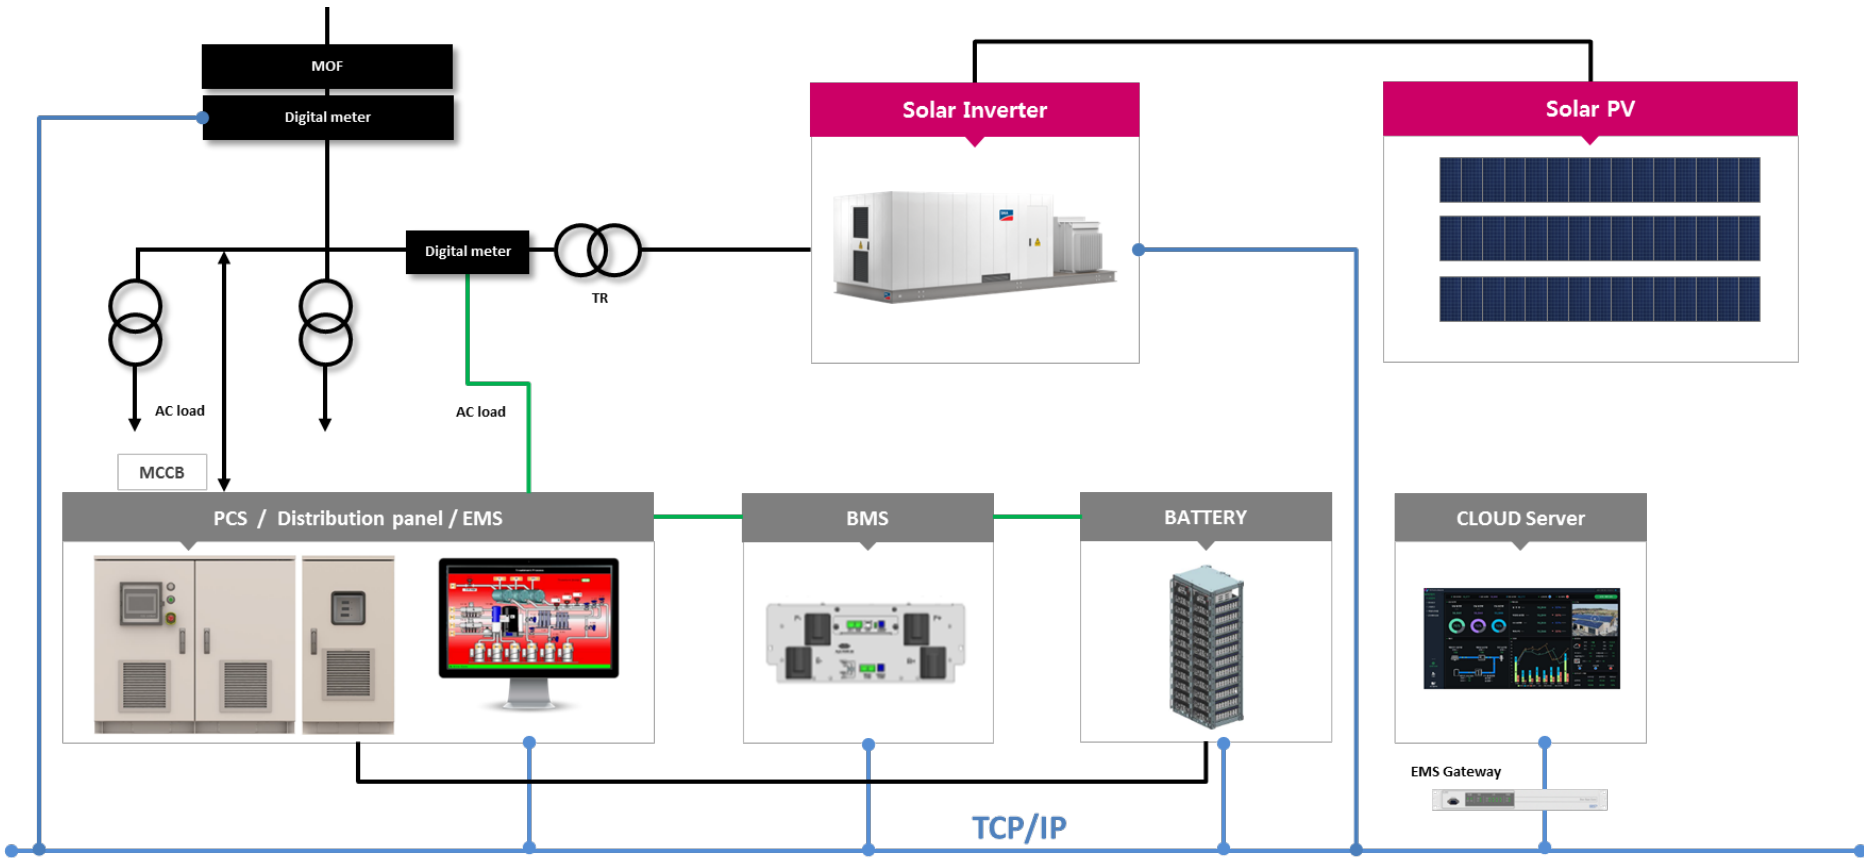 MOF
Digital meter
Solar Inverter
Solar PV
Digital meter
TR
AC load
AC load
MCCB
PCS / Distribution panel / EMS
BMS
BATTERY
CLOUD Server
EMS Gateway
TCP/IP